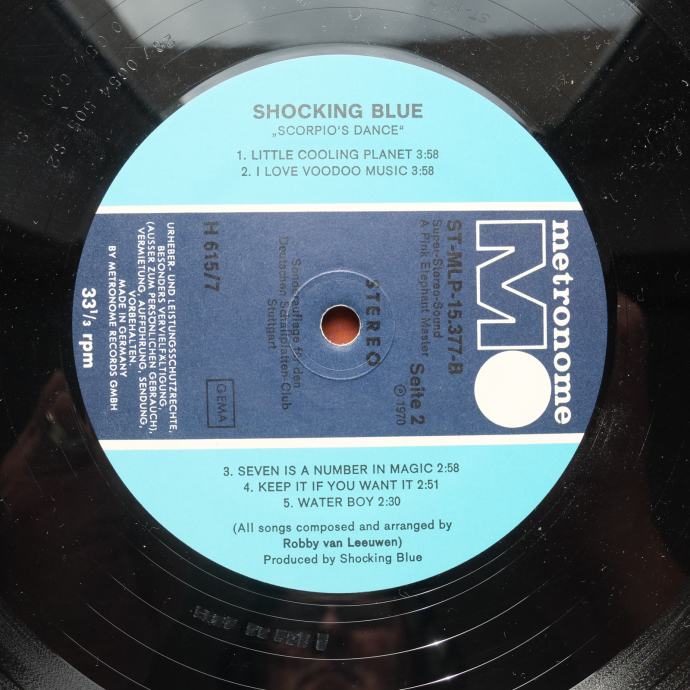 SHOCKING BLUE
„SCORPIO'S DANCE“
1. LITTLE COOLING PLANET 3:58
2. I LOVE VOODOO MUSIC 3:58
metronome
ST-MLP-15.377-B
Super-Stereo-Sound
A Pink Elephant Master
Seite 2
Ⓟ 1970
STEREO
Sonderauflage für den
Deutschen Schallplatten-Club
Stuttgart
H 615/7
GEMA
URHEBER- UND LEISTUNGSSCHUTZRECHTE,
BESONDERS VERVIELFÄLTIGUNG,
(AUSSER ZUM PERSÖNLICHEN GEBRAUCH),
VERMIETUNG, AUFFÜHRUNG, SENDUNG,
VORBEHALTEN
MADE IN GERMANY
BY METRONOME RECORDS GMBH
33⅓ rpm
3. SEVEN IS A NUMBER IN MAGIC 2:58
4. KEEP IT IF YOU WANT IT 2:51
5. WATER BOY 2:30
(All songs composed and arranged by
Robby van Leeuwen)
Produced by Shocking Blue